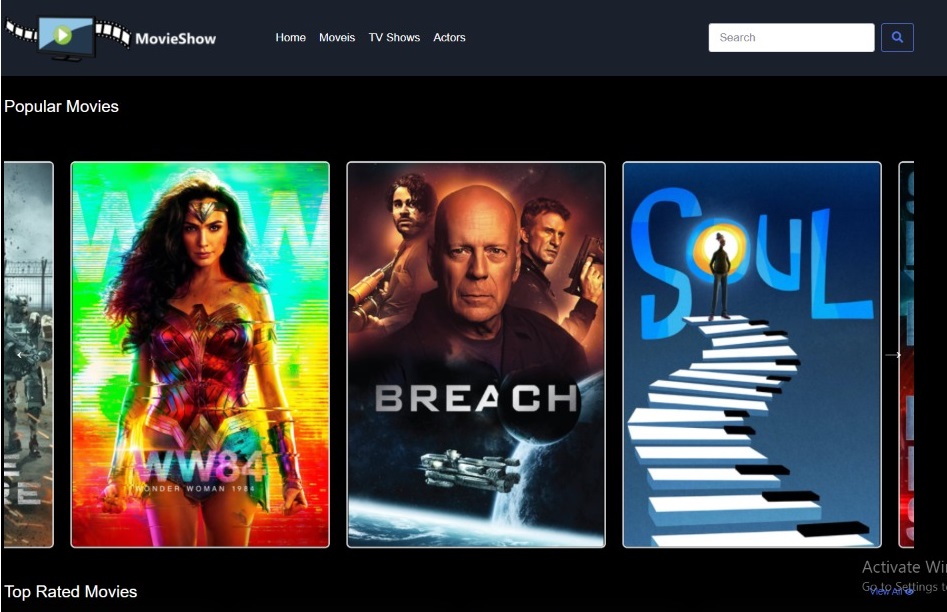 MovieShow
Home Moveis TV Shows Actors
Search
Popular Movies
WW
SOUL
BREACH
WW84
WONDER WOMAN 1984
Activate Wi
Go to Settings t
Top Rated Movies
View All